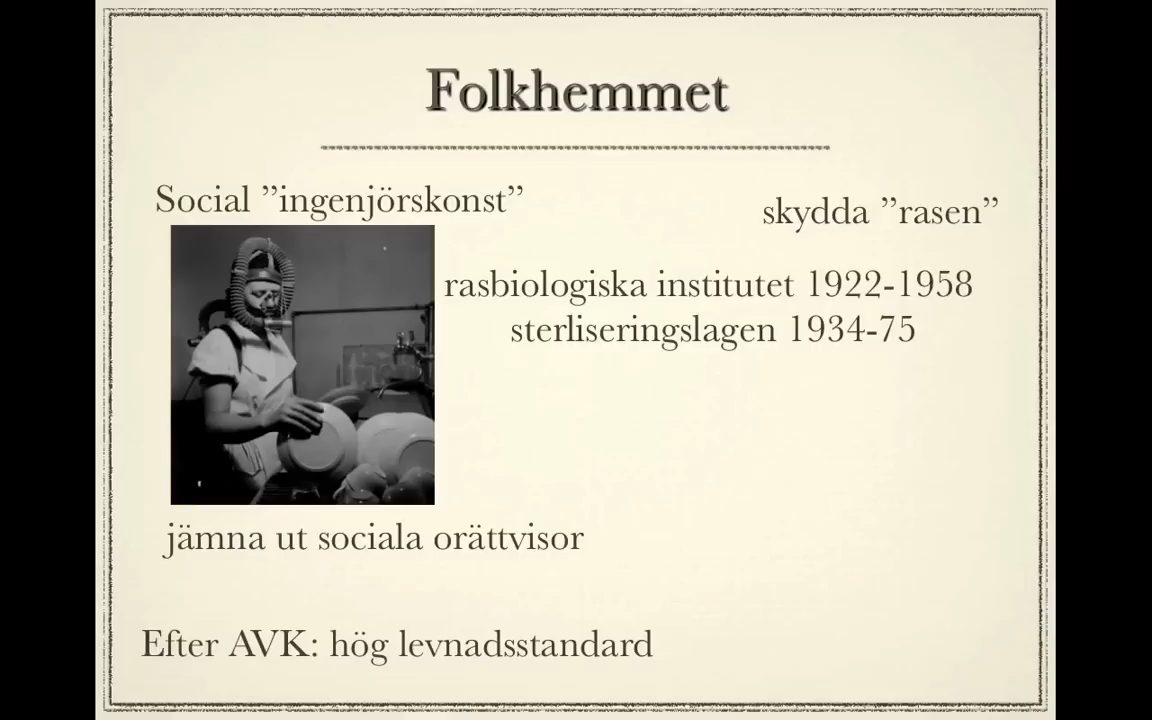 Folkhemmet
Social ”ingenjörskonst”
skydda ”rasen”
rasbiologiska institutet 1922-1958
sterliseringslagen 1934-75
jämna ut sociala orättvisor
Efter AVK: hög levnadsstandard